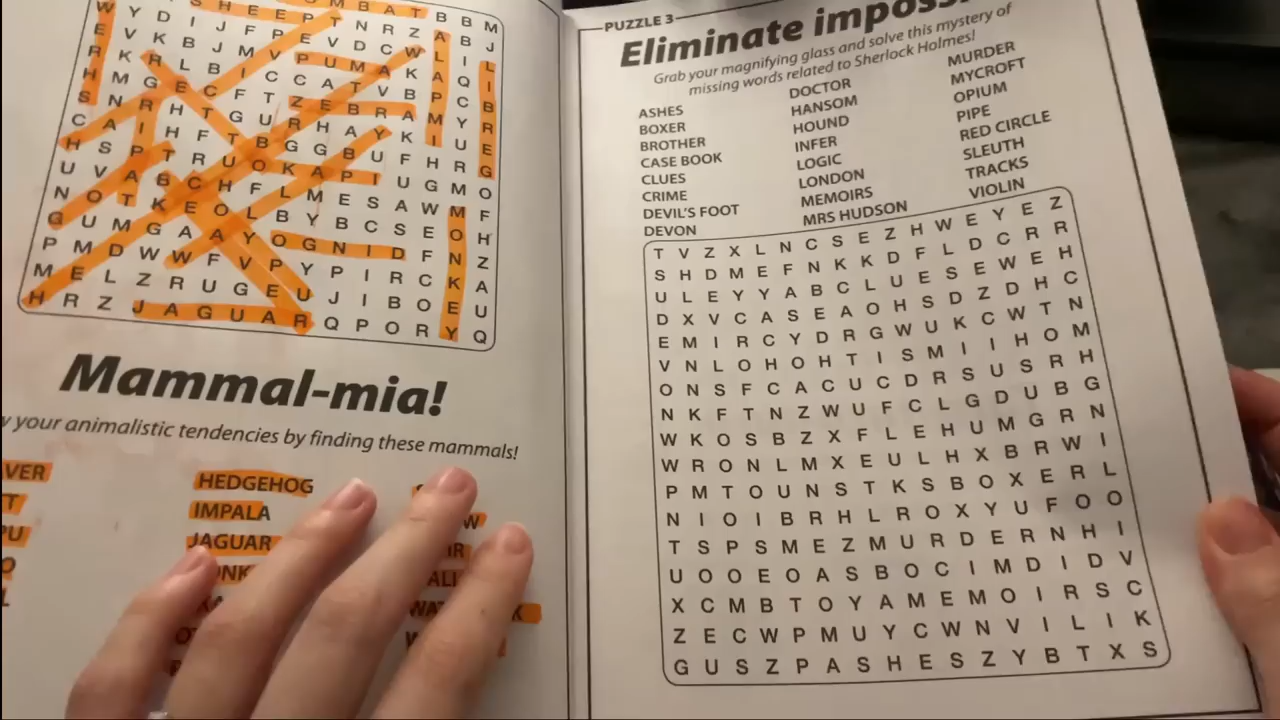 S H E E P T N R Z A B J
M B A T B B M
W Y D I J F P E V D C W L I L
E V K B J M V P U M A K A Q I
R K R L B I C C A T V B P C B
H M G E C F T Z E B R A M Y R
S N R H T G U R H A Y K I U E
C A I H F T B G G B U F H R G
H S P T R U O K A P I U G M O
U V A B C H F L M E S A W M F
N O T K E O L B Y B C S E O H
G U M G A A Y O G N I D F N Z
P M D W W F V P Y P I R C K A
M E L Z R U G E U J I B O E U
H R Z J A G U A R Q P O R Y Q
Mammal-mia!
your animalistic tendencies by finding these mammals!
HEDGEHOG
IMPALA
JAGUAR
PUZZLE 3
Eliminate
Grab your magnifying glass and solve this mystery of
missing words related to Sherlock Holmes!
ASHES
BOXER
BROTHER
CASE BOOK
CLUES
CRIME
DEVIL'S FOOT
DEVON
DOCTOR
HANSOM
HOUND
INFER
LOGIC
LONDON
MEMOIRS
MRS HUDSON
MURDER
MYCROFT
OPIUM
PIPE
RED CIRCLE
SLEUTH
TRACKS
VIOLIN
T V Z X L N C S E Z H W E Y E Z
S H D M E F N K K D F L D C R R
U L E Y Y A B C L U E S E W E H
D X V C A S E A O H S D Z D H C
E M I R C Y D R G W U K C W T N
V N L O H O H T I S M I I H O M
O N S F C A C U C D R S U S R H
N K F T N Z W U F C L G D U B G
W K O S B Z X F L E H U M G R N
W R O N L M X E U L H X B R W I
P M T O U N S T K S B O X E R L
N I O I B R H L R O X Y U F O O
T S P S M E Z M U R D E R N H I
U O O E O A S B O C I M D I D V
X C M B T O Y A M E M O I R S C
Z E C W P M U Y C W N V I L I K
G U S Z P A S H E S Z Y B T X S